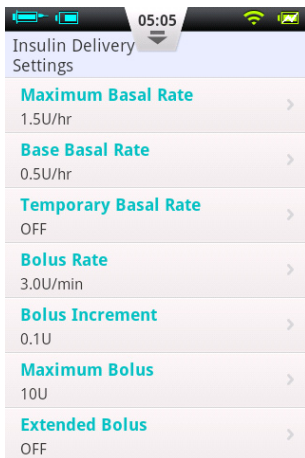 05:05
Insulin Delivery
Settings
Maximum Basal Rate
1.5U/hr
Base Basal Rate
0.5U/hr
Temporary Basal Rate
OFF
Bolus Rate
3.0U/min
Bolus Increment
0.1U
Maximum Bolus
10U
Extended Bolus
OFF